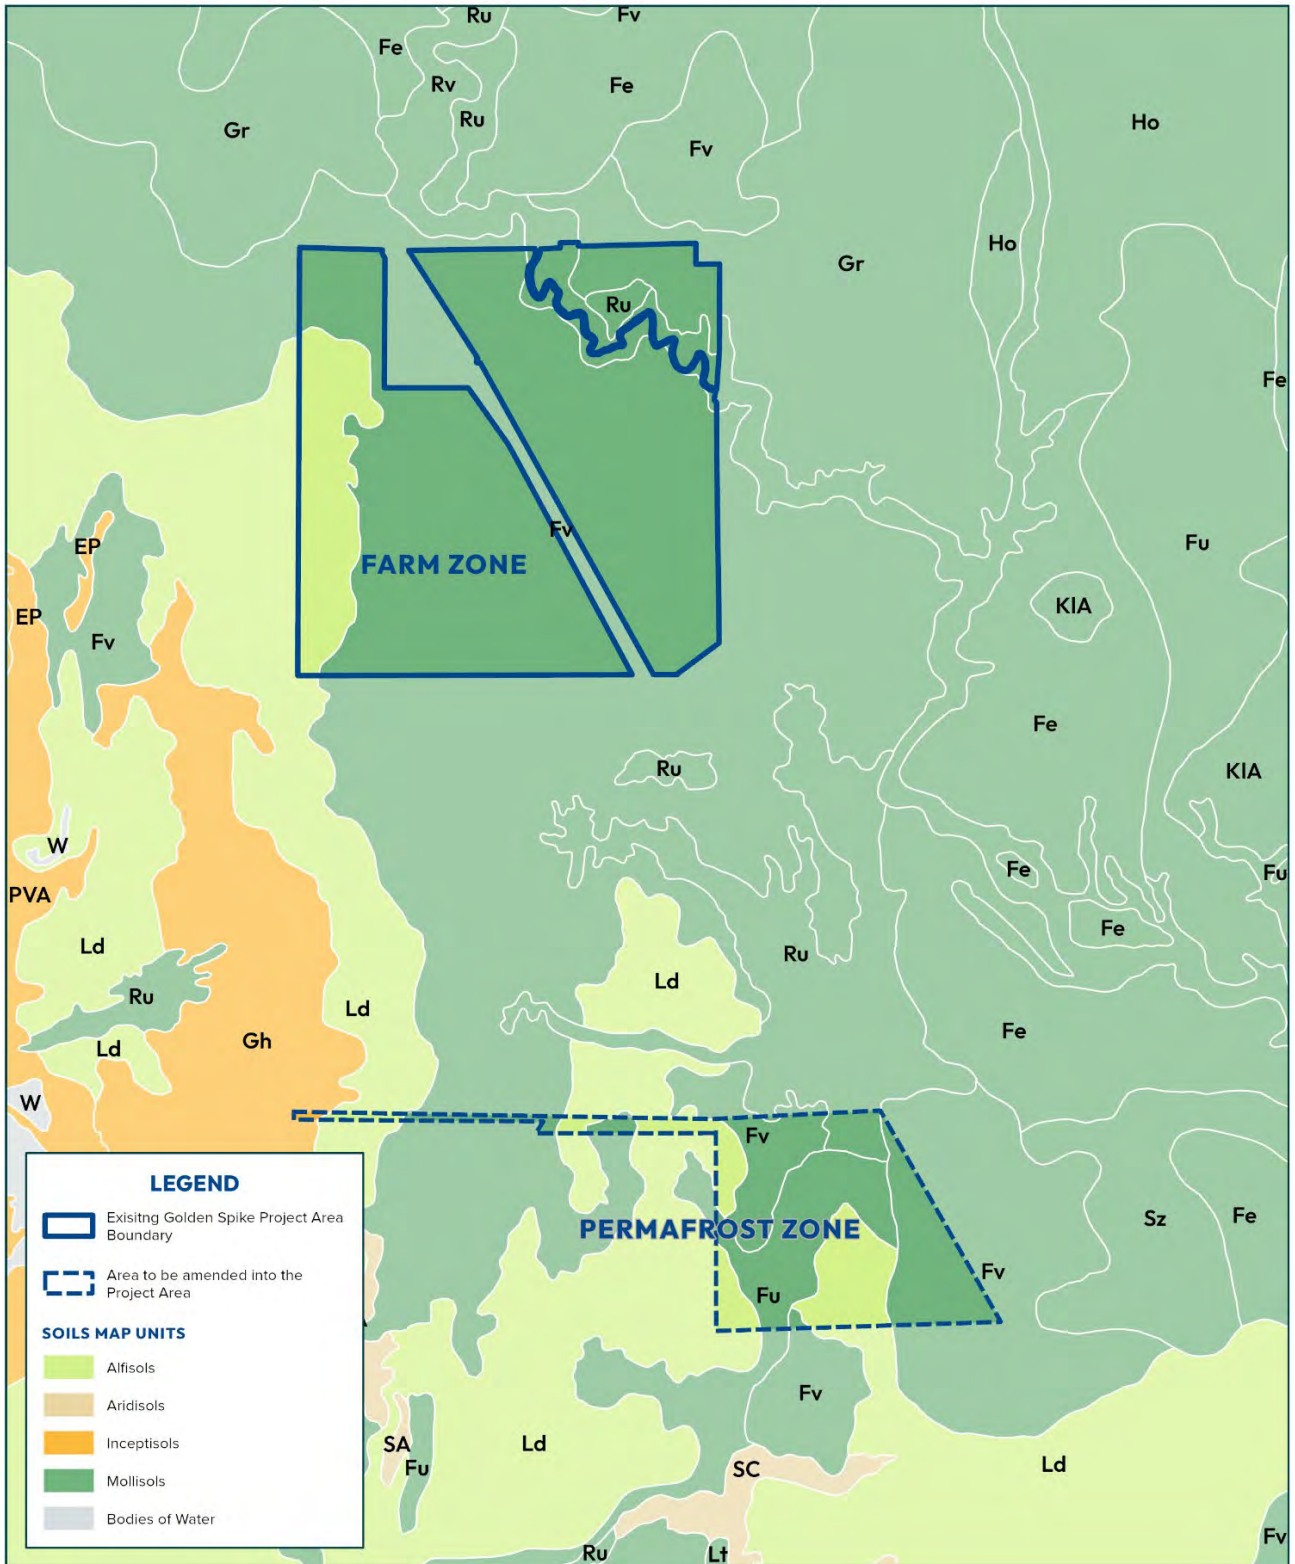 Ru
Fv
Fe
Rv
Fe
Ru
Ho
Gr
Fv
Ho
Gr
Ru
Fe
Fv
Fu
EP
FARM ZONE
KIA
EP
Fv
Fe
Ru
KIA
W
Fe
Fu
PVA
Fe
Ld
Ru
Ld
Ru
Ld
Fe
Gh
Ld
W
Fv
Sz
Fe
PERMAFROST ZONE
Fv
Fu
Fv
SA
Ld
Fu
SC
Ld
Fv
Ru
Lt
LEGEND
Exisitng Golden Spike Project Area
Boundary
Area to be amended into the
Project Area
SOILS MAP UNITS
Alfisols
Aridisols
Inceptisols
Mollisols
Bodies of Water